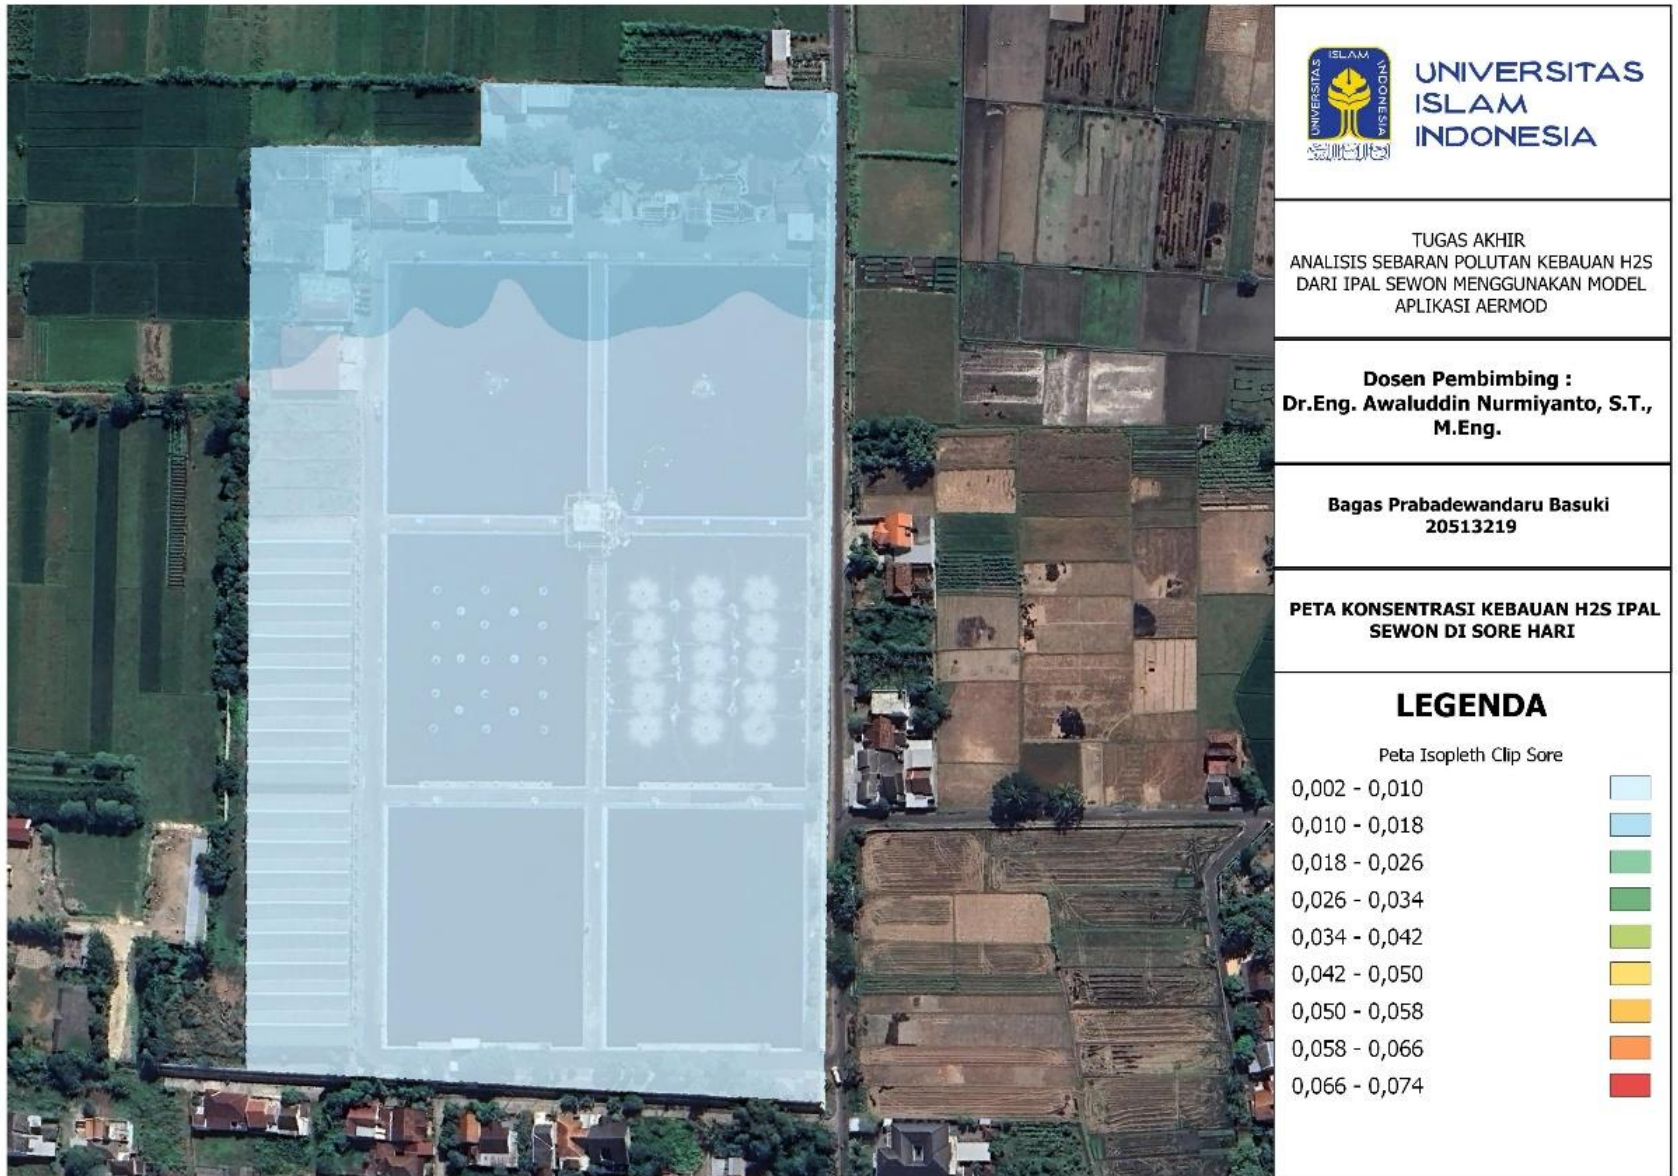 ISLAM
UNIVERSITAS
INDONESIA
UNIVERSITAS
ISLAM
INDONESIA
TUGAS AKHIR
ANALISIS SEBARAN POLUTAN KEBAUAN H2S
DARI IPAL SEWON MENGGUNAKAN MODEL
APLIKASI AERMOD
Dosen Pembimbing :
Dr.Eng. Awaluddin Nurmiyanto, S.T.,
M.Eng.
Bagas Prabadewandaru Basuki
20513219
PETA KONSENTRASI KEBAUAN H2S IPAL
SEWON DI SORE HARI
LEGENDA
Peta Isopleth Clip Sore
0,002 - 0,010
0,010 - 0,018
0,018 - 0,026
0,026 - 0,034
0,034 - 0,042
0,042 - 0,050
0,050 - 0,058
0,058 - 0,066
0,066 - 0,074